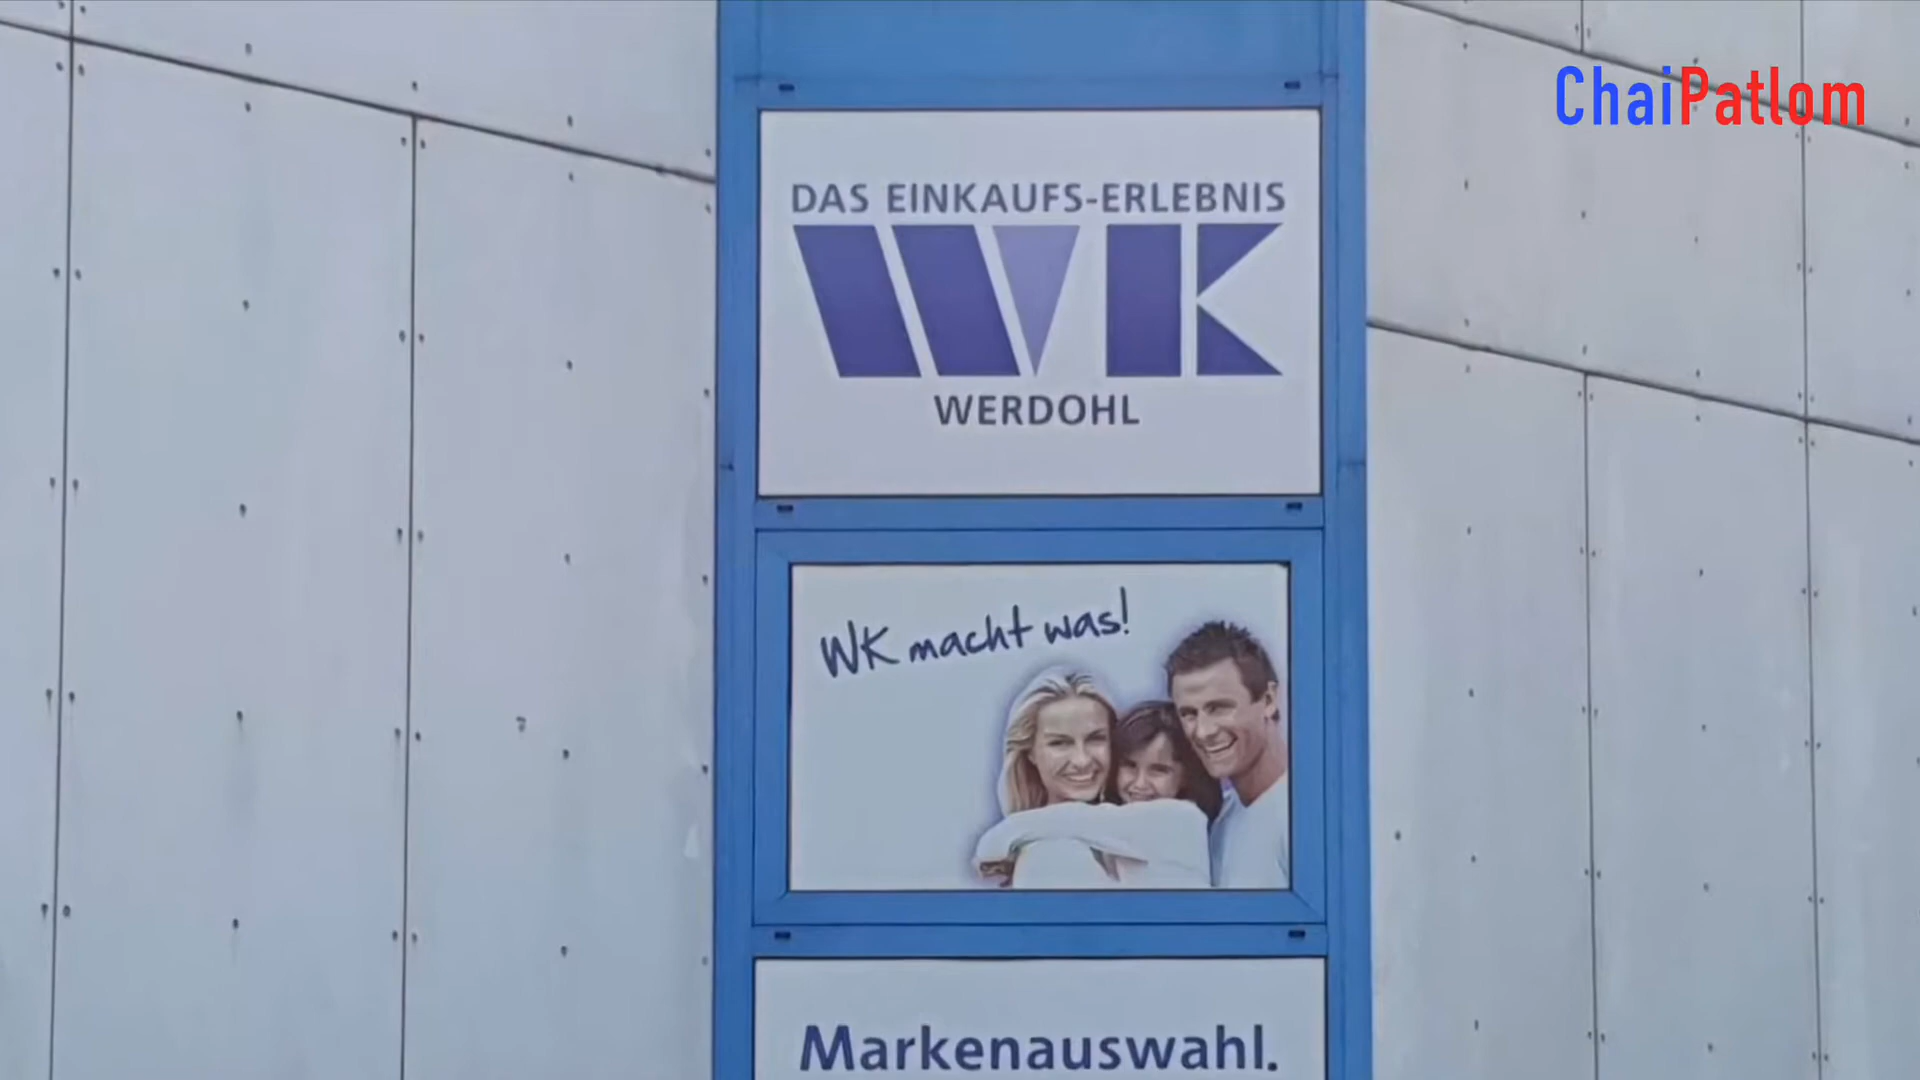 ChaiPatlom
DAS EINKAUFS-ERLEBNIS
WK
WERDOHL
WK macht was!
Markenauswahl.